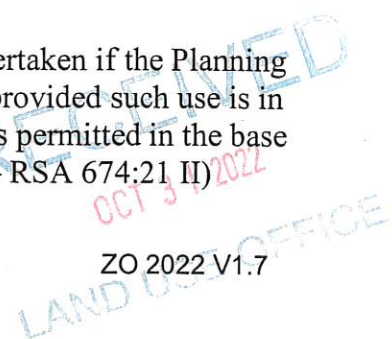 ertaken if the Planning
provided such use is in
s permitted in the base
RSA 674:21 II)
RECEIVED
OCT 31 2022
ZO 2022 V1.7
LAND USE OFFICE